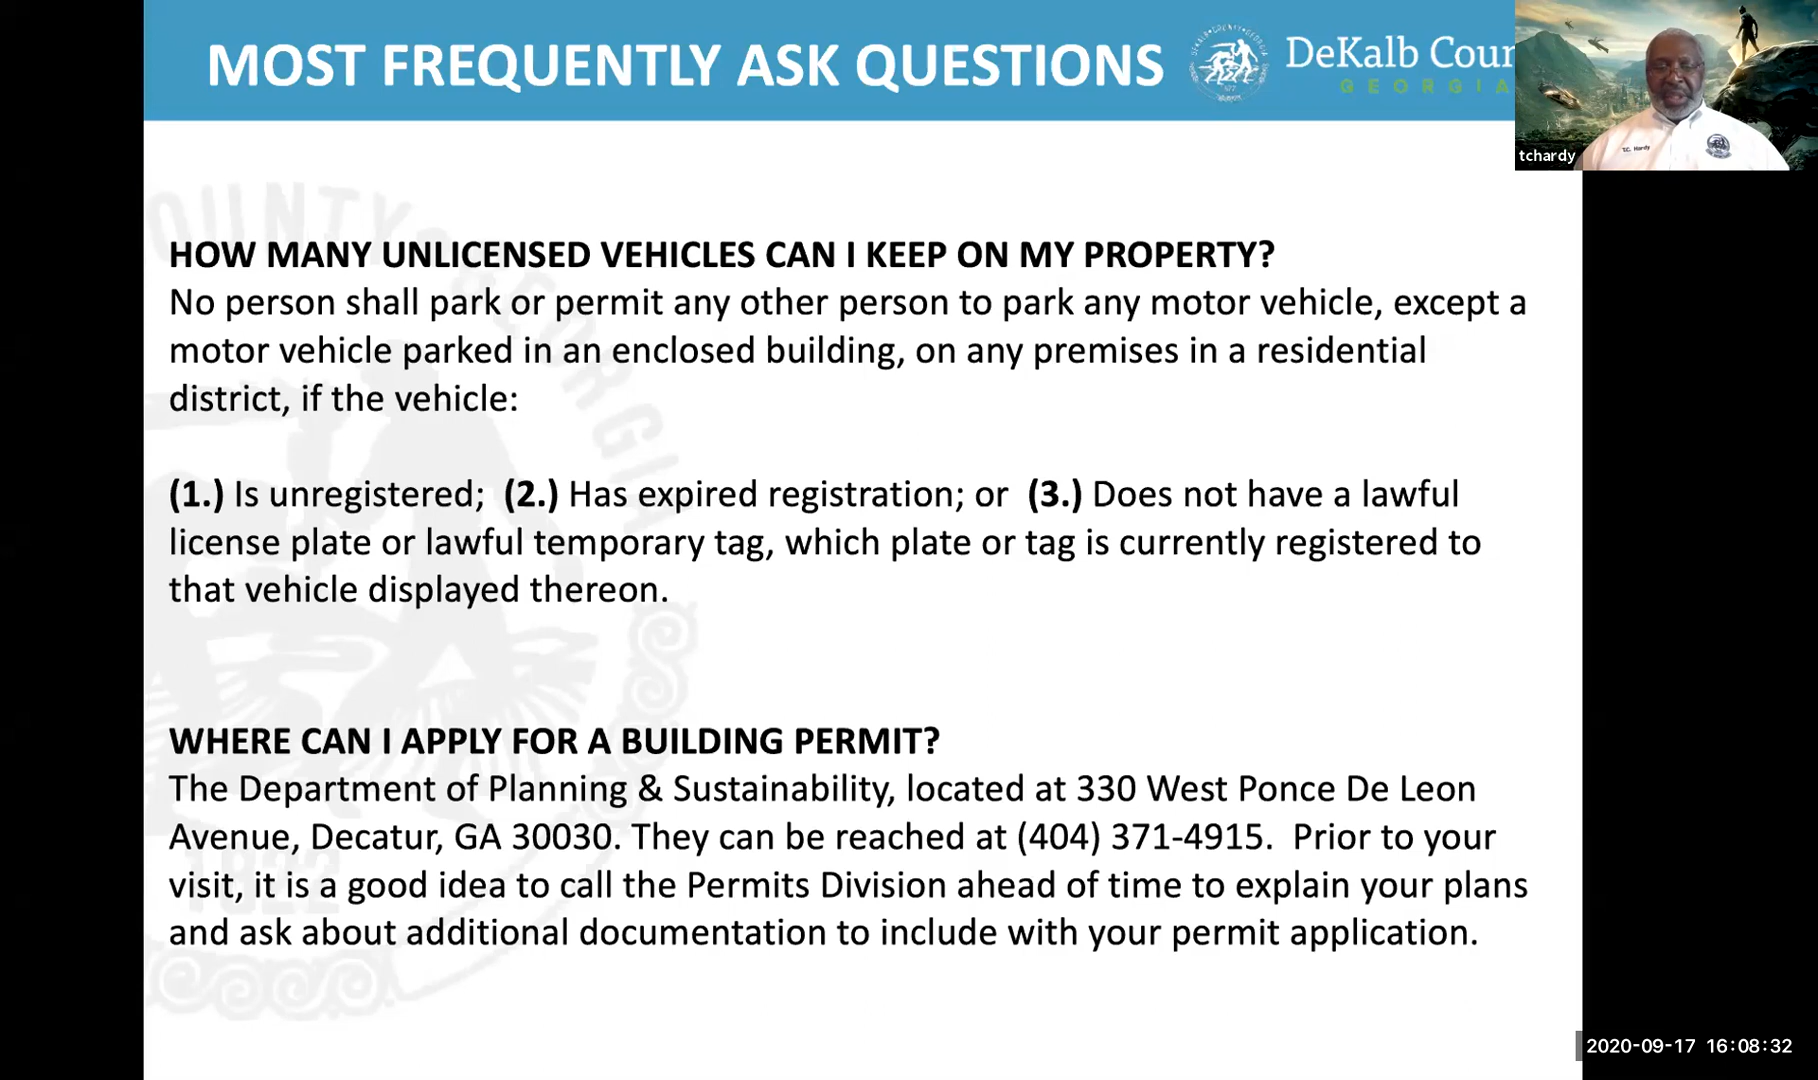 MOST FREQUENTLY ASK QUESTIONS
DeKalb Coun
GEORGIA
tchardy
T.C. Hardy
HOW MANY UNLICENSED VEHICLES CAN I KEEP ON MY PROPERTY?
No person shall park or permit any other person to park any motor vehicle, except a
motor vehicle parked in an enclosed building, on any premises in a residential
district, if the vehicle:
(1.) Is unregistered; (2.) Has expired registration; or (3.) Does not have a lawful
license plate or lawful temporary tag, which plate or tag is currently registered to
that vehicle displayed thereon.
WHERE CAN I APPLY FOR A BUILDING PERMIT?
The Department of Planning & Sustainability, located at 330 West Ponce De Leon
Avenue, Decatur, GA 30030. They can be reached at (404) 371-4915. Prior to your
visit, it is a good idea to call the Permits Division ahead of time to explain your plans
and ask about additional documentation to include with your permit application.
COUNTY GEORGIA
1822
2020-09-17 16:08:32